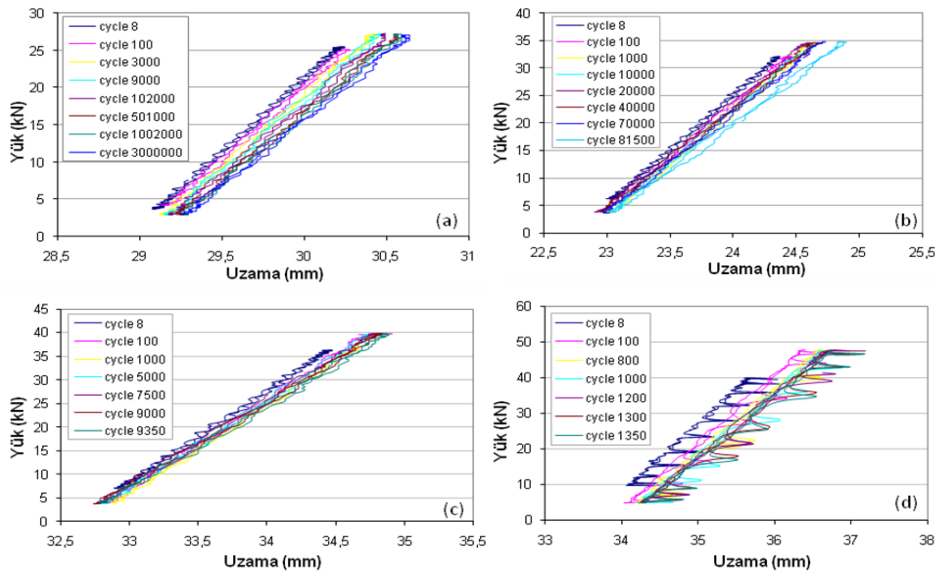 30
25
20
15
10
5
0
Yük (kN)
cycle 8
cycle 100
cycle 3000
cycle 9000
cycle 102000
cycle 501000
cycle 1002000
cycle 3000000
(a)
28,5
29
29,5
30
30,5
31
Uzama (mm)
40
35
30
25
20
15
10
5
0
Yük (kN)
cycle 8
cycle 100
cycle 1000
cycle 10000
cycle 20000
cycle 40000
cycle 70000
cycle 81500
(b)
22,5
23
23,5
24
24,5
25
25,5
Uzama (mm)
45
40
35
30
25
20
15
10
5
0
Yük (kN)
cycle 8
cycle 100
cycle 1000
cycle 5000
cycle 7500
cycle 9000
cycle 9350
(c)
32,5
33
33,5
34
34,5
35
35,5
Uzama (mm)
60
50
40
30
20
10
0
Yük (kN)
cycle 8
cycle 100
cycle 800
cycle 1000
cycle 1200
cycle 1300
cycle 1350
(d)
33
34
35
36
37
38
Uzama (mm)